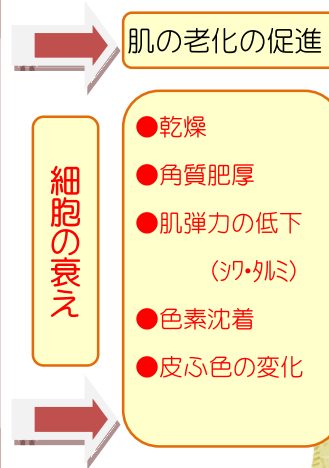 肌の老化の促進
細胞の衰え
●乾燥
●角質肥厚
●肌弾力の低下
(シワ・タルミ)
●色素沈着
●皮ふ色の変化